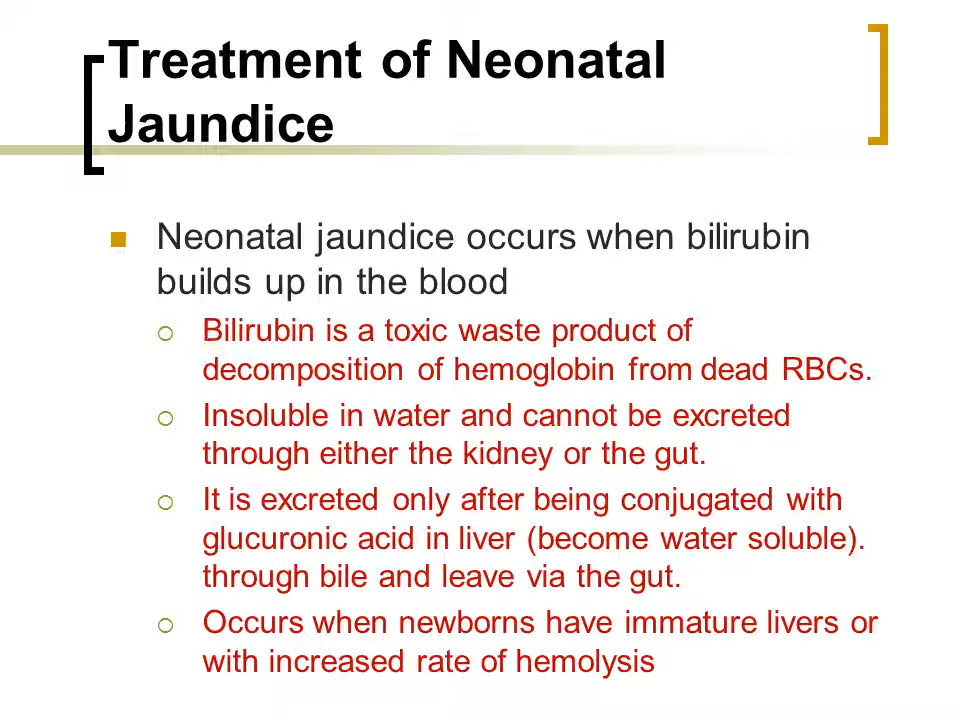 Treatment of Neonatal
Jaundice
Neonatal jaundice occurs when bilirubin
builds up in the blood
Bilirubin is a toxic waste product of
decomposition of hemoglobin from dead RBCs.
Insoluble in water and cannot be excreted
through either the kidney or the gut.
It is excreted only after being conjugated with
glucuronic acid in liver (become water soluble).
through bile and leave via the gut.
Occurs when newborns have immature livers or
with increased rate of hemolysis